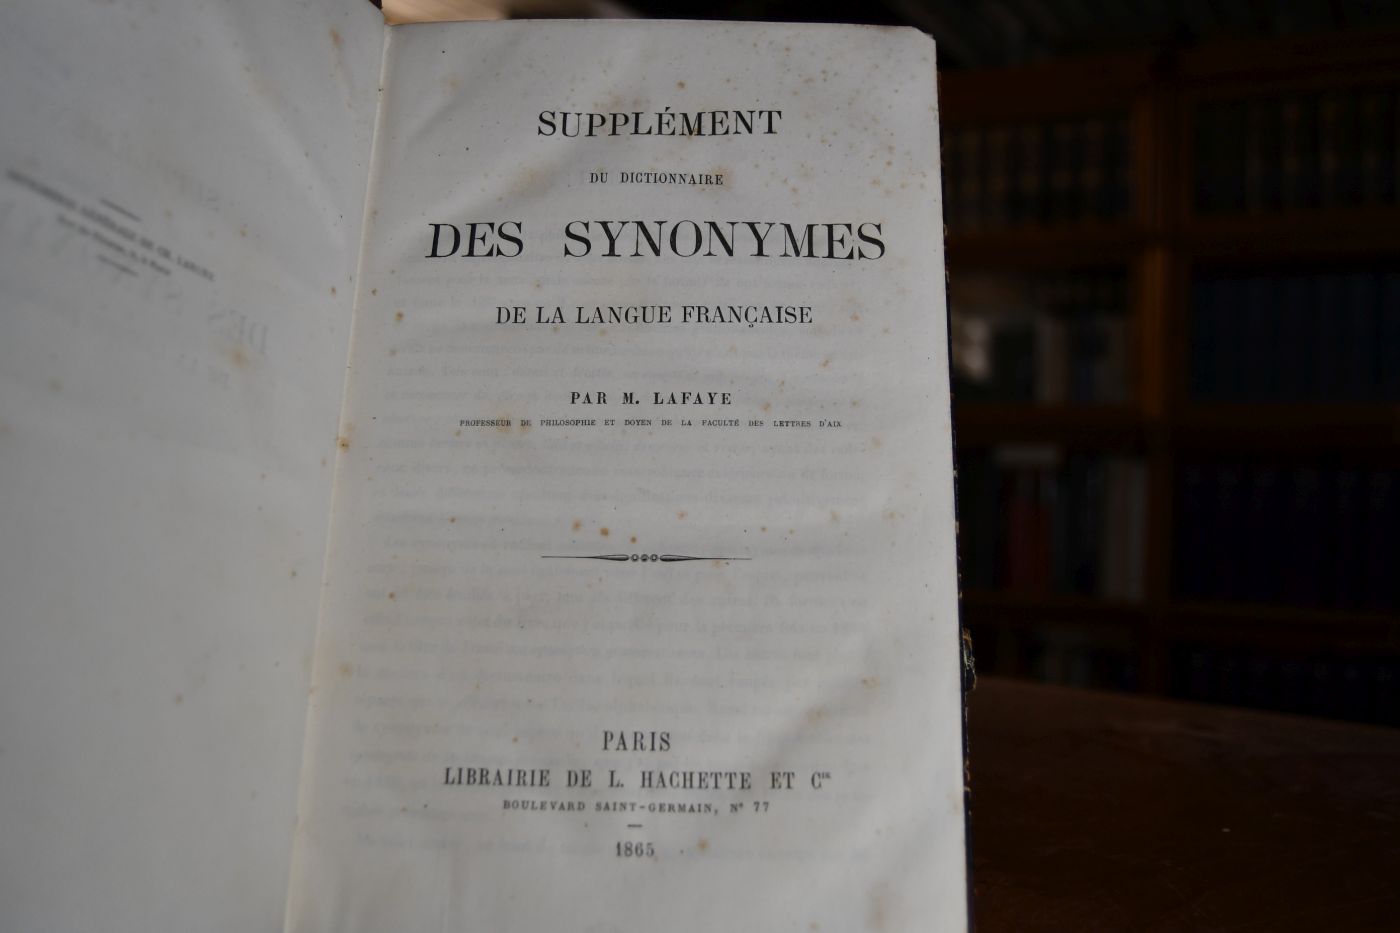 SUPPLÉMENT
DU DICTIONNAIRE
DES SYNONYMES
DE LA LANGUE FRANÇAISE
PAR M. LAFAYE
PROFESSEUR DE PHILOSOPHIE ET DOYEN DE LA FACULTÉ DES LETTRES D'AIX
PARIS
LIBRAIRIE DE L. HACHETTE ET Cie
BOULEVARD SAINT-GERMAIN, N° 77
1865